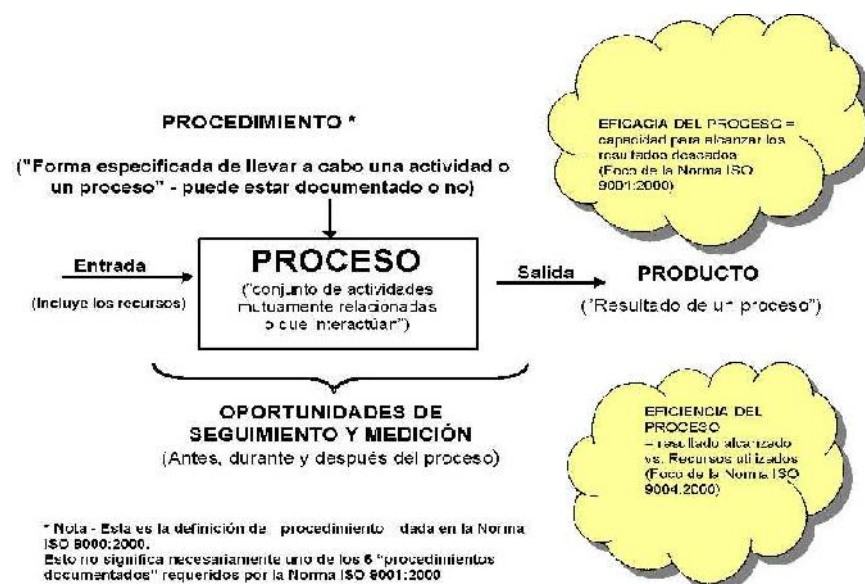 PROCEDIMIENTO *
("Forma especificada de llevar a cabo una actividad o
un proceso" - puede estar documentado o no)
EFICACIA DEL PROCESO =
capacidad para alcanzar los
resultados deseados
(Foco de la Norma ISO
9001:2000)
Entrada
(Incluye los recursos)
PROCESO
("conjunto de actividades
mutuamente relacionadas
o que interactúan")
Salida
PRODUCTO
("Resultado de un proceso")
OPORTUNIDADES DE
SEGUIMIENTO Y MEDICIÓN
(Antes, durante y después del proceso)
EFICIENCIA DEL
PROCESO
= resultado alcanzado
vs. Recursos utilizados
(Foco de la Norma ISO
9004:2000)
* Nota - Esta es la definición de procedimiento dada en la Norma
ISO 9000:2000.
Esto no significa necesariamente uno de los 6 "procedimientos
documentados" requeridos por la Norma ISO 9001:2000